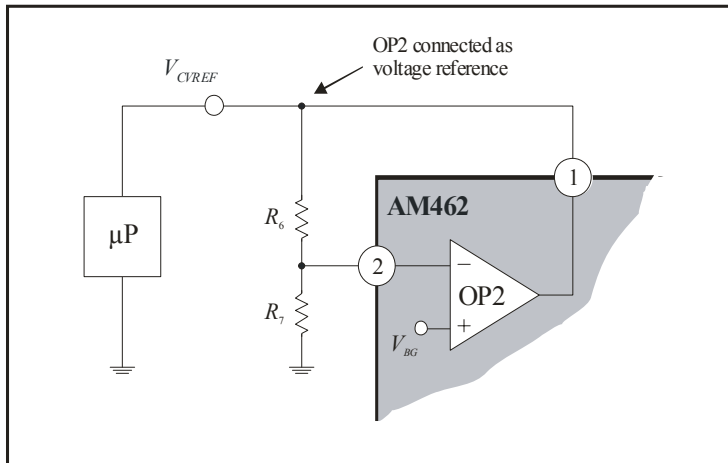 OP2 connected as
voltage reference
V_CVREF
1
AM462
R_6
µP
2
−
OP2
R_7
+
V_BG